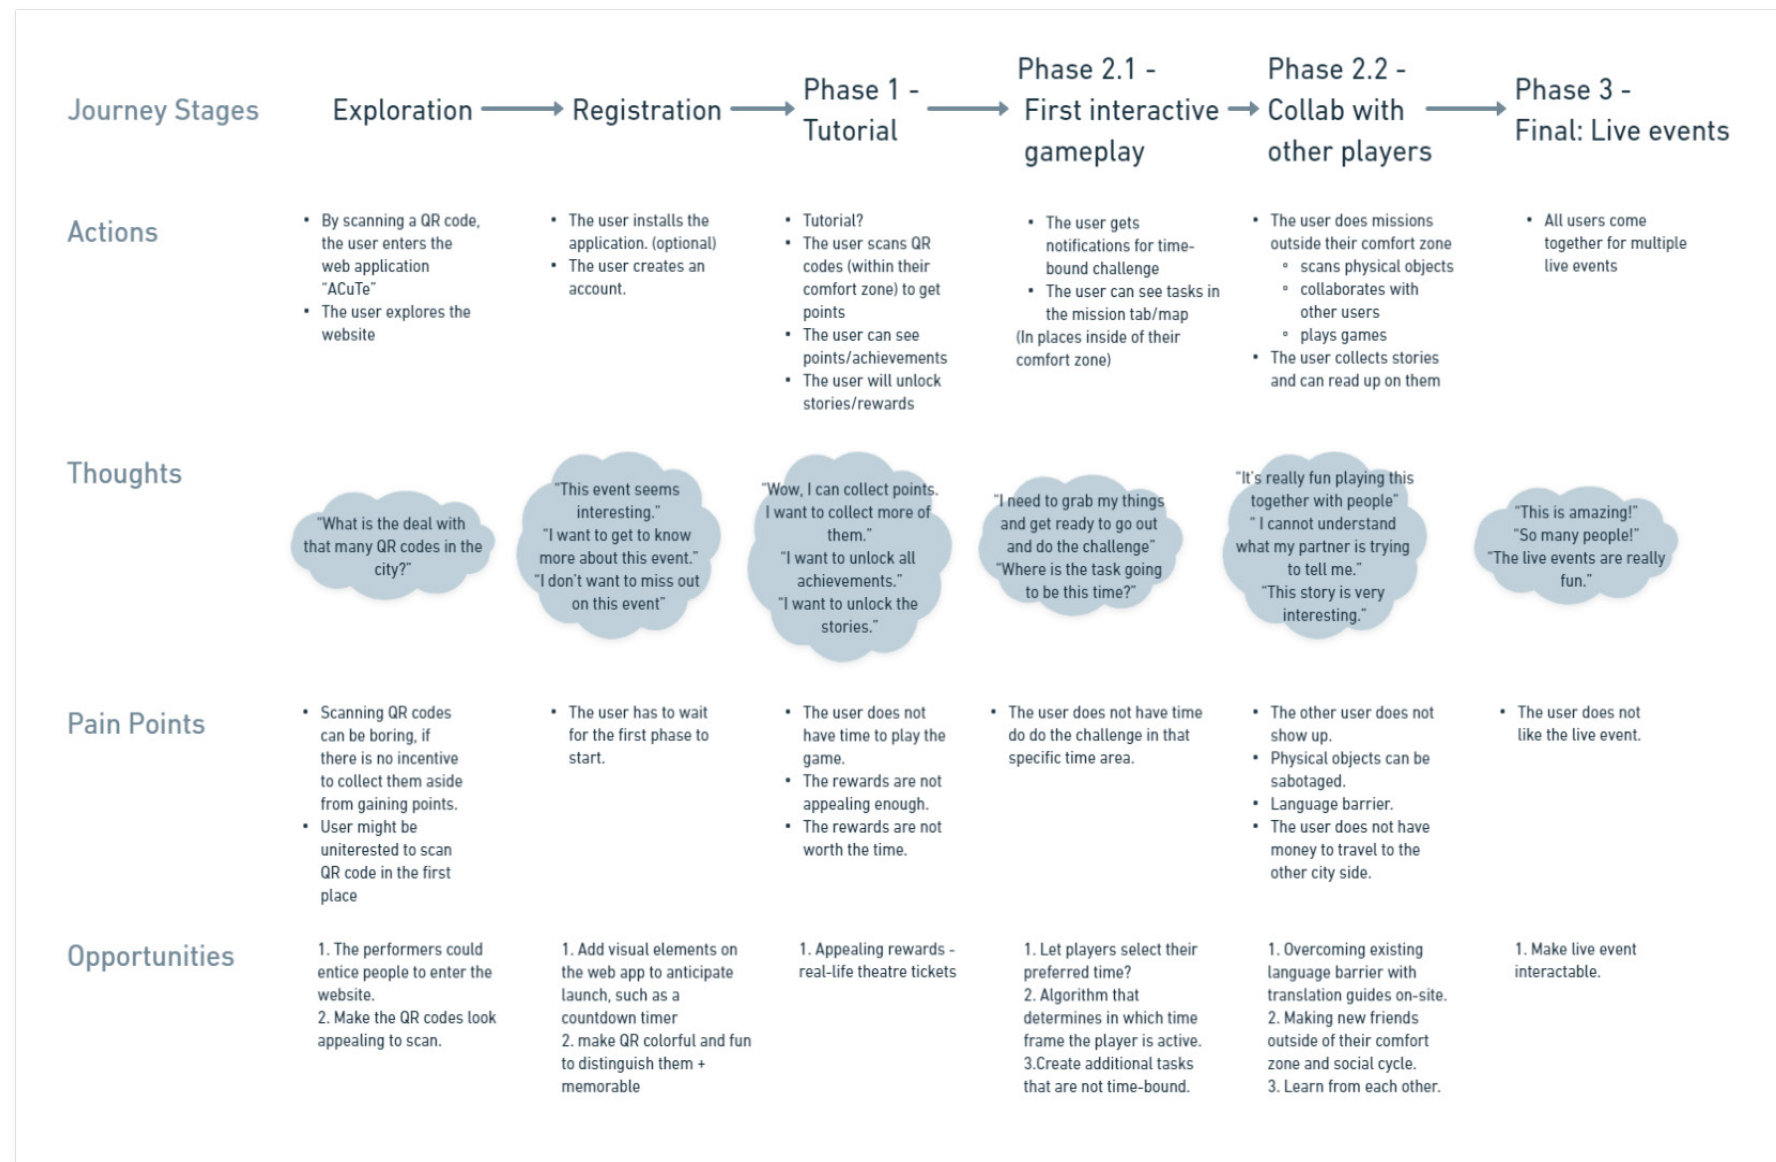 Journey Stages
Exploration
Registration
Phase 1 -
Tutorial
Phase 2.1 -
First interactive
gameplay
Phase 2.2 -
Collab with
other players
Phase 3 -
Final: Live events
Actions
• By scanning a QR code,
the user enters the
web application
"ACuTe"
• The user explores the
website
• The user installs the
application. (optional)
• The user creates an
account.
• Tutorial?
• The user scans QR
codes (within their
comfort zone) to get
points
• The user can see
points/achievements
• The user will unlock
stories/rewards
• The user gets
notifications for time-
bound challenge
• The user can see tasks in
the mission tab/map
(In places inside of their
comfort zone)
• The user does missions
outside their comfort zone
◦ scans physical objects
◦ collaborates with
other users
◦ plays games
• The user collects stories
and can read up on them
• All users come
together for multiple
live events
Thoughts
"What is the deal with
that many QR codes in the
city?"
"This event seems
interesting."
"I want to get to know
more about this event."
"I don't want to miss out
on this event"
"Wow, I can collect points.
I want to collect more of
them."
"I want to unlock all
achievements."
"I want to unlock the
stories."
"I need to grab my things
and get ready to go out
and do the challenge"
"Where is the task going
to be this time?"
"It's really fun playing this
together with people"
" I cannot understand
what my partner is trying
to tell me."
"This story is very
interesting."
"This is amazing!"
"So many people!"
"The live events are really
fun."
Pain Points
• Scanning QR codes
can be boring, if
there is no incentive
to collect them aside
from gaining points.
• User might be
uniterested to scan
QR code in the first
place
• The user has to wait
for the first phase to
start.
• The user does not
have time to play the
game.
• The rewards are not
appealing enough.
• The rewards are not
worth the time.
• The user does not have time
do do the challenge in that
specific time area.
• The other user does not
show up.
• Physical objects can be
sabotaged.
• Language barrier.
• The user does not have
money to travel to the
other city side.
• The user does not
like the live event.
Opportunities
1. The performers could
entice people to enter the
website.
2. Make the QR codes look
appealing to scan.
1. Add visual elements on
the web app to anticipate
launch, such as a
countdown timer
2. make QR colorful and fun
to distinguish them +
memorable
1. Appealing rewards -
real-life theatre tickets
1. Let players select their
preferred time?
2. Algorithm that
determines in which time
frame the player is active.
3.Create additional tasks
that are not time-bound.
1. Overcoming existing
language barrier with
translation guides on-site.
2. Making new friends
outside of their comfort
zone and social cycle.
3. Learn from each other.
1. Make live event
interactable.